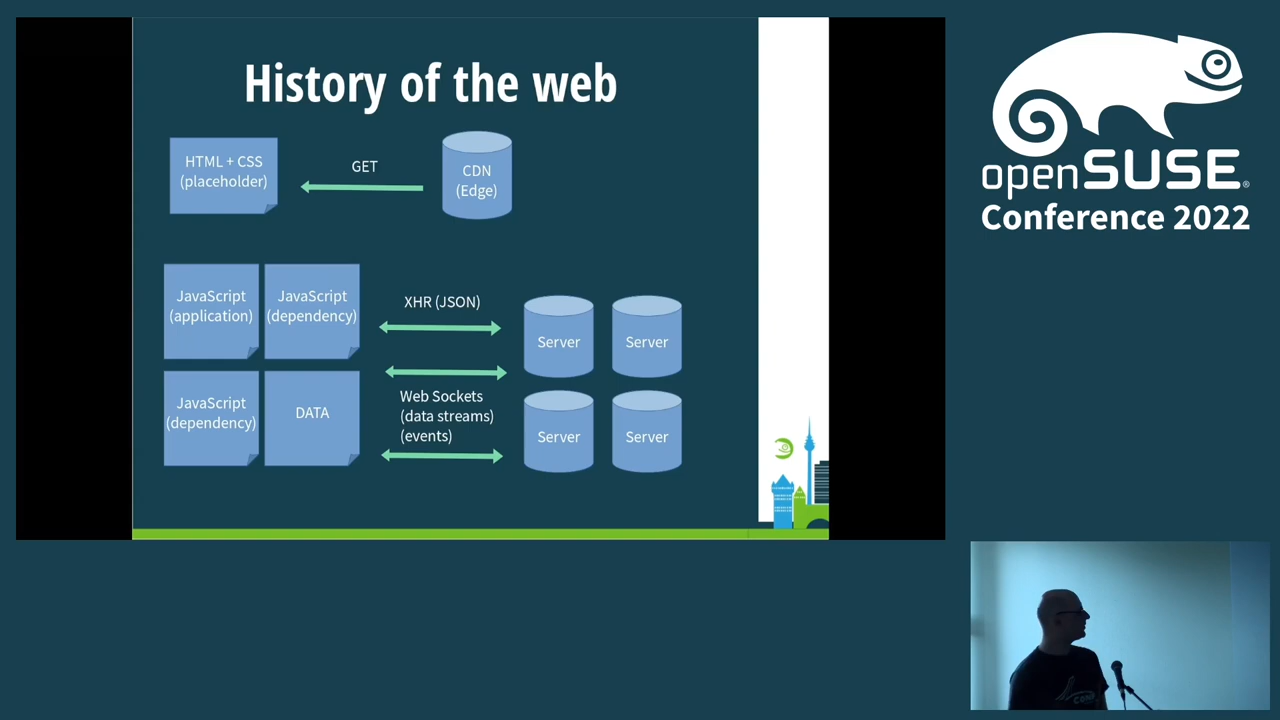 History of the web
HTML + CSS
(placeholder)
GET
CDN
(Edge)
JavaScript
(application)
JavaScript
(dependency)
XHR (JSON)
Server
Server
JavaScript
(dependency)
DATA
Web Sockets
(data streams)
(events)
Server
Server
openSUSE®
Conference 2022